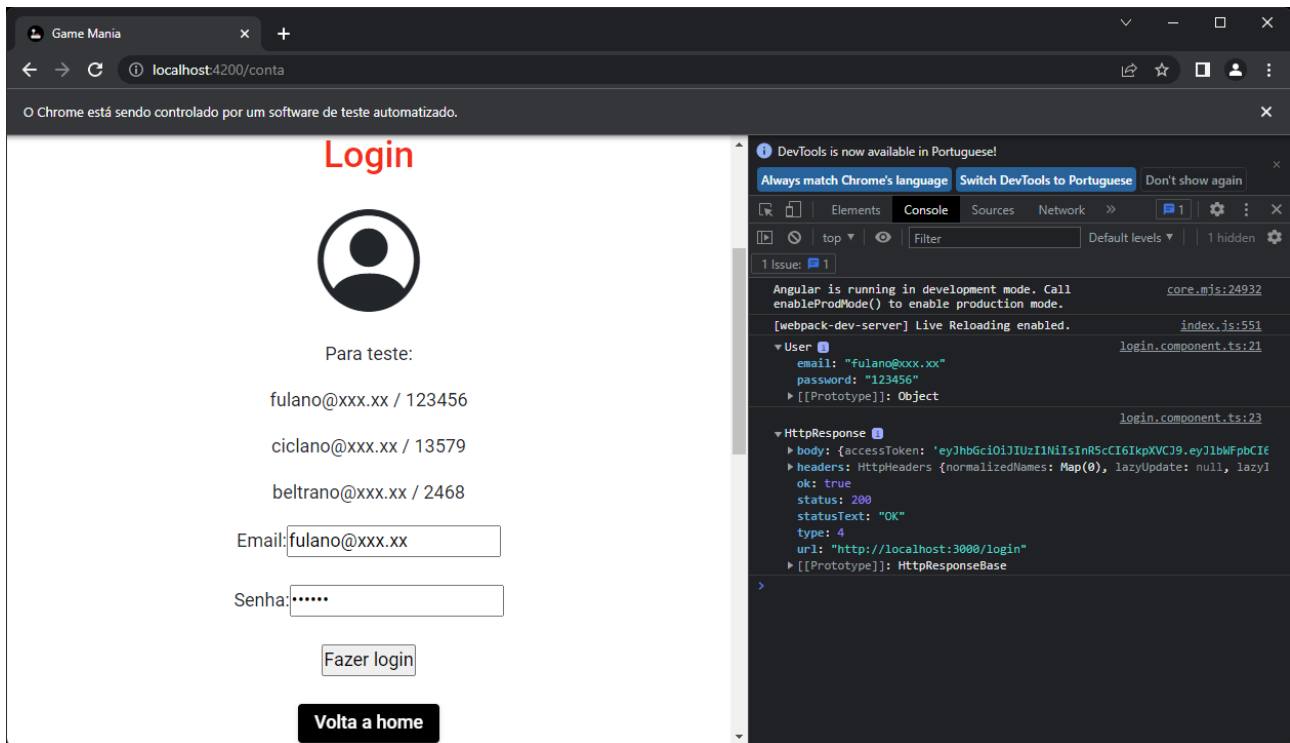 Game Mania
localhost:4200/conta
O Chrome está sendo controlado por um software de teste automatizado.
Login
Para teste:
fulano@xxx.xx / 123456
ciclano@xxx.xx / 13579
beltrano@xxx.xx / 2468
Email: fulano@xxx.xx
Senha: ••••••
Fazer login
Volta a home
DevTools is now available in Portuguese!
Always match Chrome's language Switch DevTools to Portuguese Don't show again
Elements Console Sources Network » 1
top ▼ Filter Default levels ▼ 1 hidden
1 Issue: 1
Angular is running in development mode. Call core.mjs:24932
enableProdMode() to enable production mode.
[webpack-dev-server] Live Reloading enabled. index.js:551
▼User i login.component.ts:21
email: "fulano@xxx.xx"
password: "123456"
▶[[Prototype]]: Object
login.component.ts:23
▼HttpResponse i
▶body: {accessToken: 'eyJhbGciOiJIUzI1NiIsInR5cCI6IkpXVCJ9.eyJlbWFpbCI6
▶headers: HttpHeaders {normalizedNames: Map(0), lazyUpdate: null, lazyI
ok: true
status: 200
statusText: "OK"
type: 4
url: "http://localhost:3000/login"
▶[[Prototype]]: HttpResponseBase